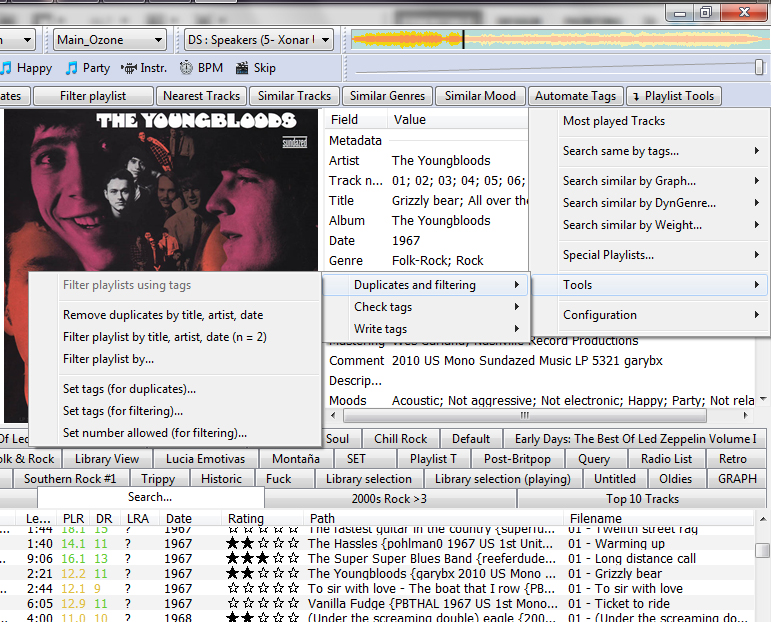 n Main_Ozone DS : Speakers (5- Xonar
Happy Party Instr. BPM Skip
ates Filter playlist Nearest Tracks Similar Tracks Similar Genres Similar Mood Automate Tags Playlist Tools
THE YOUNGBLOODS
sundazed
Field Value
Metadata
Artist The Youngbloods
Track n... 01; 02; 03; 04; 05; 06;
Title Grizzly bear; All over the
Album The Youngbloods
Date 1967
Genre Folk-Rock; Rock
Most played Tracks
Search same by tags...
Search similar by Graph...
Search similar by DynGenre...
Search similar by Weight...
Special Playlists...
Tools
Configuration
Duplicates and filtering
Check tags
Write tags
Filter playlists using tags
Remove duplicates by title, artist, date
Filter playlist by title, artist, date (n = 2)
Filter playlist by...
Set tags (for duplicates)...
Set tags (for filtering)...
Set number allowed (for filtering)...
Mastering Wes Garland, Nashville Record Productions
Comment 2010 US Mono Sundazed Music LP 5321 garybx
Descrip...
Moods Acoustic; Not aggressive; Not electronic; Happy; Party; Not rela
Of Led Soul Chill Rock Default Early Days: The Best Of Led Zeppelin Volume I
olk & Rock Library View Lucia Emotivas Montaña SET Playlist T Post-Britpop Query Radio List Retro
Southern Rock #1 Trippy Historic Fuck Library selection Library selection (playing) Untitled Oldies GRAPH
Search... 2000s Rock >3 Top 10 Tracks
Le... PLR DR LRA Date Rating Path Filename
1:44 18.1 15 ? 1967 The fastest guitar in the country {superfu... 01 - Twelfth street rag
1:40 14.1 11 ? 1967 The Hassles {pohlman0 1967 US 1st Unit... 01 - Warming up
9:06 16.1 13 ? 1967 The Super Super Blues Band {reeferdude... 01 - Long distance call
2:21 12.2 11 ? 1967 The Youngbloods {garybx 2010 US Mono ... 01 - Grizzly bear
2:44 12.1 9 ? 1967 To sir with love - The boat that I row {PB... 01 - To sir with love
6:05 12.9 11 ? 1967 Vanilla Fudge {PBTHAL 1967 US 1st Mono... 01 - Ticket to ride
4:00 11.0 10 ? 1968 (Under the screaming double) eagle {200... 01 - (Under the screaming do...